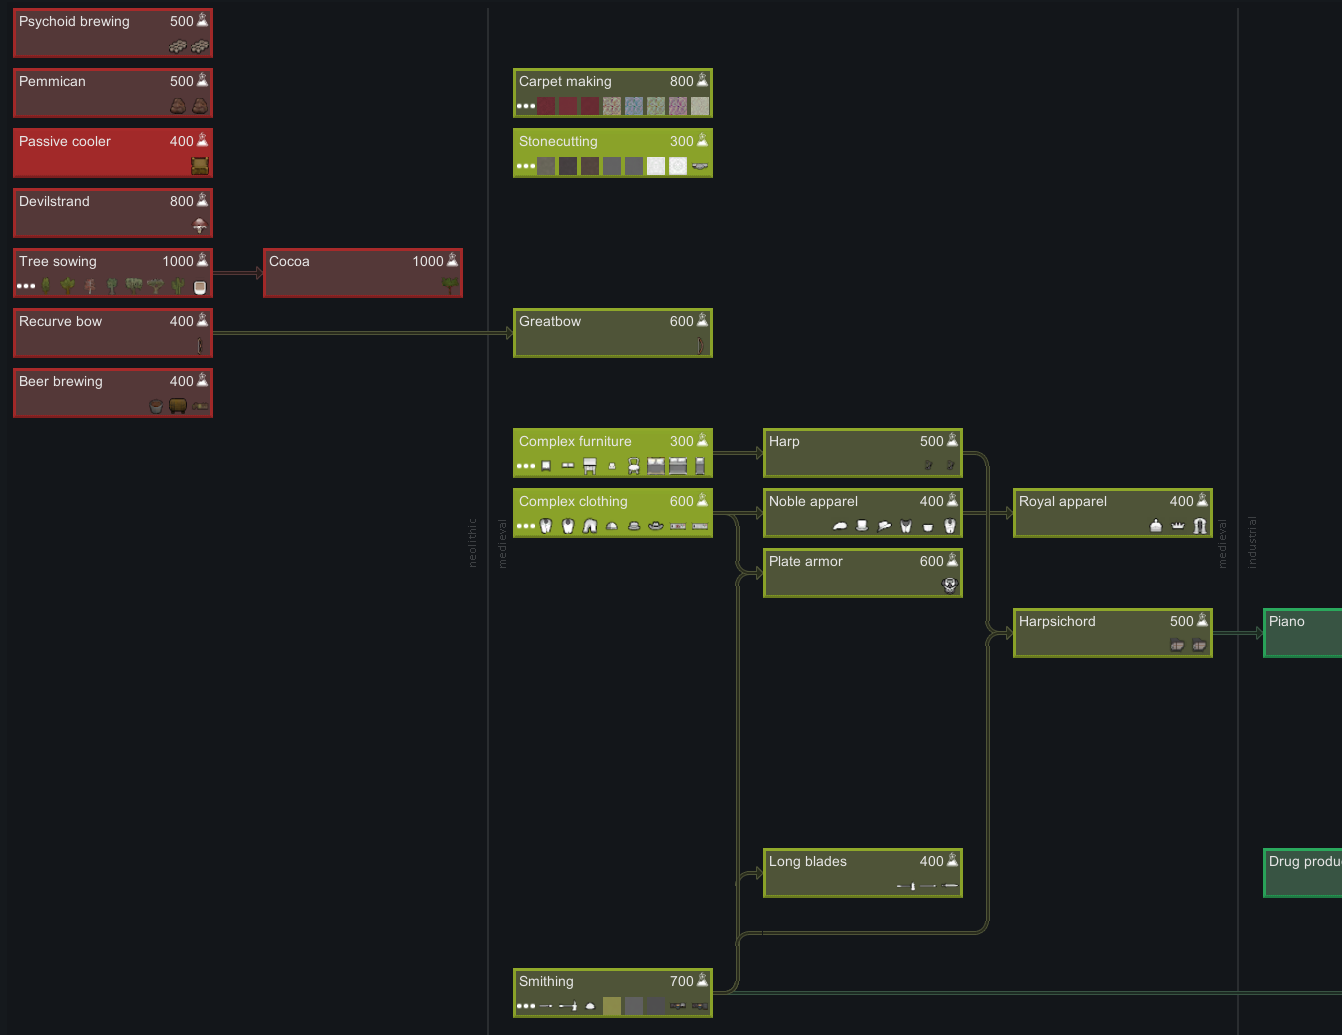 Psychoid brewing 500
Pemmican 500
Carpet making 800
Passive cooler 400
Stonecutting 300
Devilstrand 800
Tree sowing 1000
Cocoa 1000
Recurve bow 400
Greatbow 600
Beer brewing 400
Complex furniture 300
Harp 500
Complex clothing 600
Noble apparel 400
Royal apparel 400
neolithic
medieval
medieval
industrial
Plate armor 600
Harpsichord 500
Piano
Long blades 400
Drug produ
Smithing 700